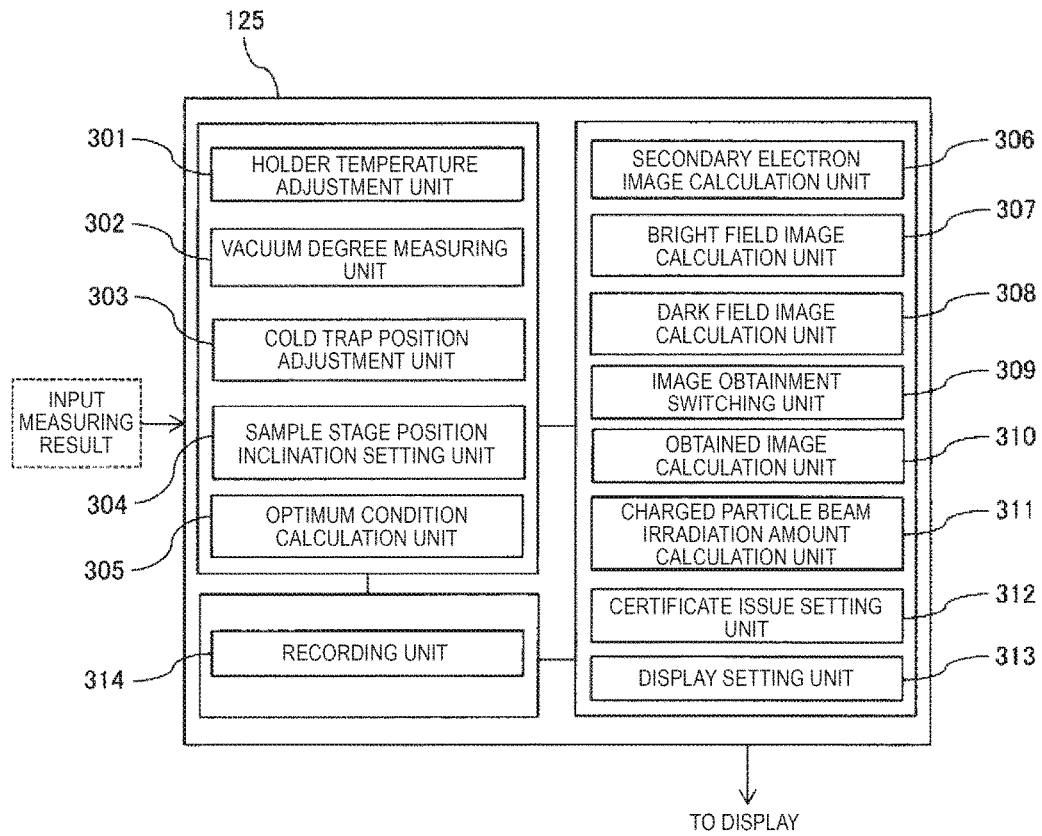 125
301
HOLDER TEMPERATURE
ADJUSTMENT UNIT
302
VACUUM DEGREE MEASURING
UNIT
303
COLD TRAP POSITION
ADJUSTMENT UNIT
INPUT
MEASURING
RESULT
304
SAMPLE STAGE POSITION
INCLINATION SETTING UNIT
305
OPTIMUM CONDITION
CALCULATION UNIT
314
RECORDING UNIT
306
SECONDARY ELECTRON
IMAGE CALCULATION UNIT
307
BRIGHT FIELD IMAGE
CALCULATION UNIT
308
DARK FIELD IMAGE
CALCULATION UNIT
309
IMAGE OBTAINMENT
SWITCHING UNIT
310
OBTAINED IMAGE
CALCULATION UNIT
311
CHARGED PARTICLE BEAM
IRRADIATION AMOUNT
CALCULATION UNIT
312
CERTIFICATE ISSUE SETTING
UNIT
313
DISPLAY SETTING UNIT
TO DISPLAY